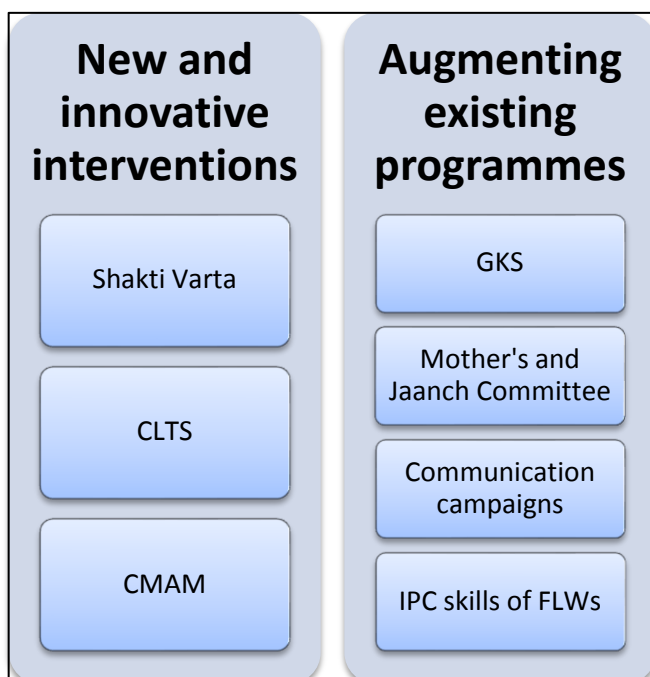 New and
innovative
interventions
Shakti Varta
CLTS
CMAM
Augmenting
existing
programmes
GKS
Mother's and
Jaanch Committee
Communication
campaigns
IPC skills of FLWs